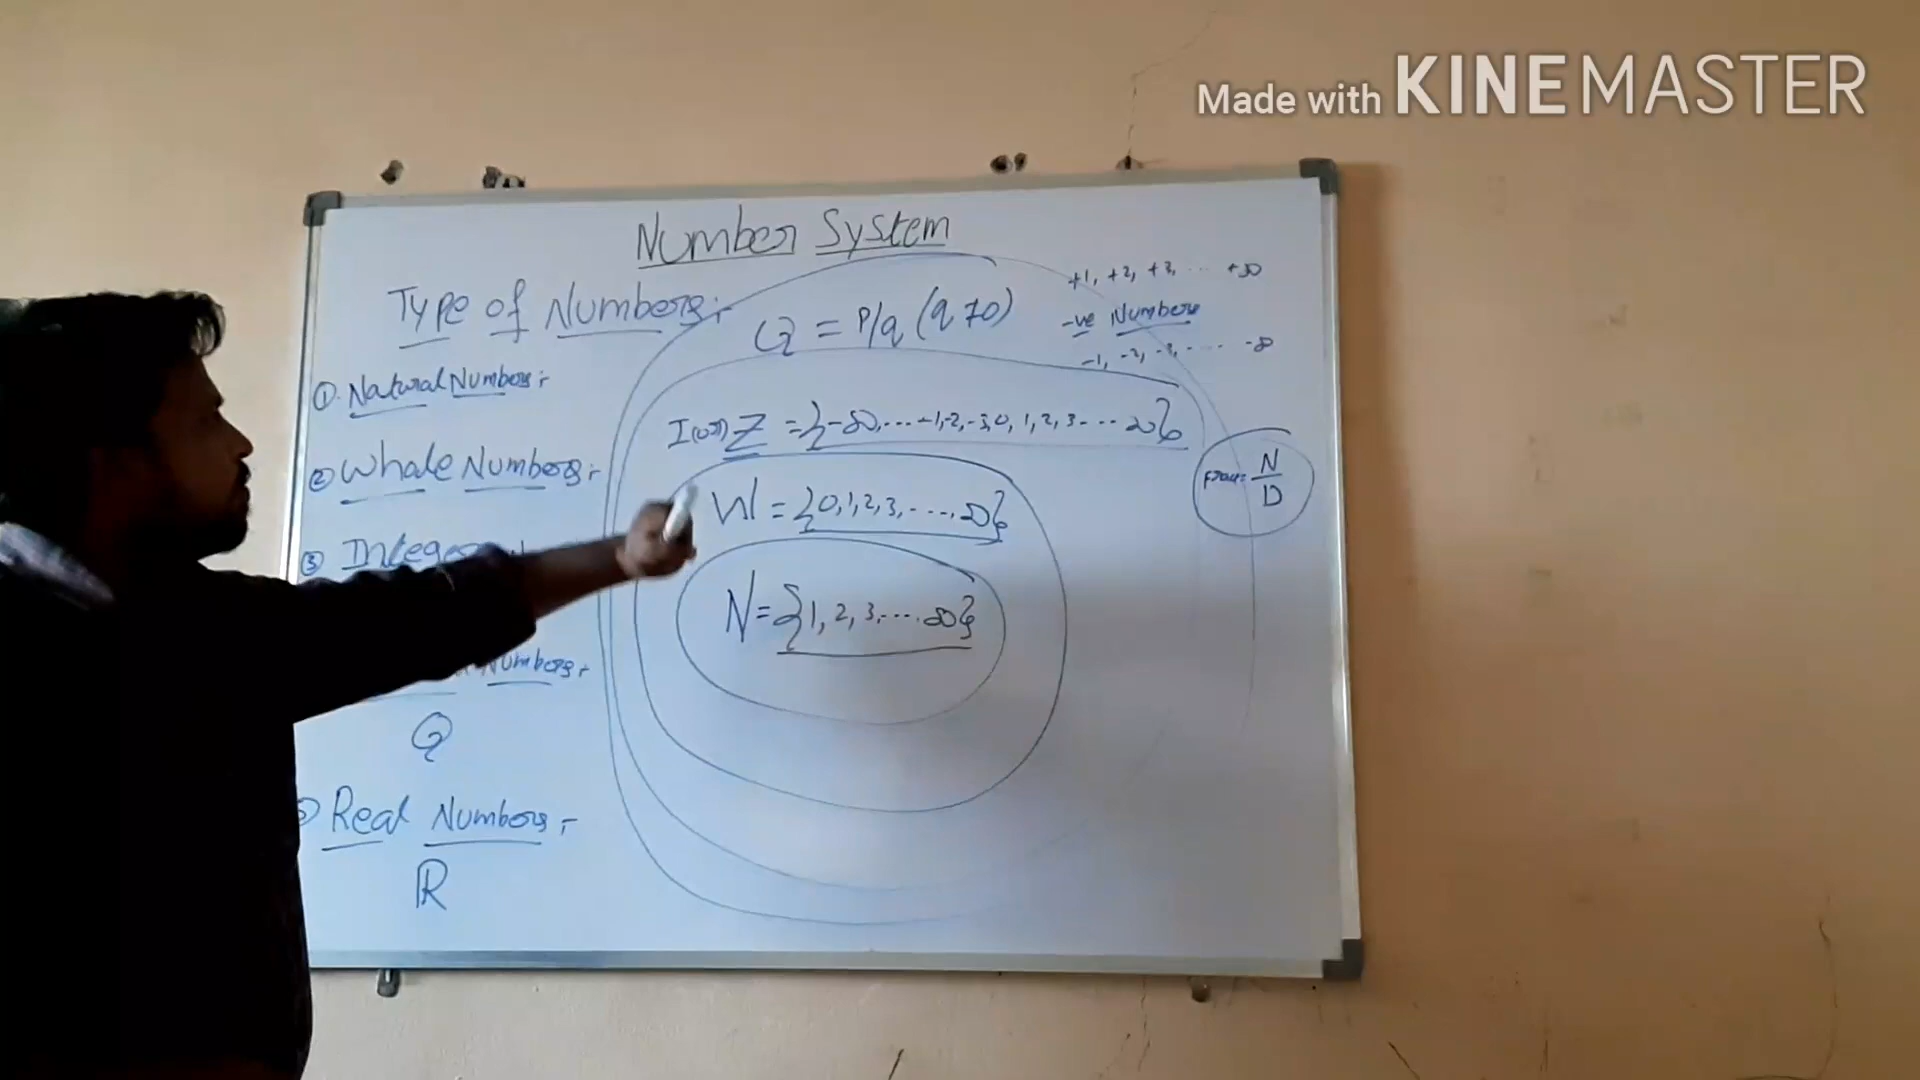 Made with KINEMASTER
Number System
Type of Numbers:-
① Natural Numbers:-
② Whole Numbers:-
③ Integers
Numbers:-
Q
Real Numbers:-
R
+1, +2, +3, ... +∞
-ve Numbers
-1, -2, -3, ... -∞
Q = P/q (q≠0)
I(or) Z = {-∞, ... -1, -2, -3, 0, 1, 2, 3 ... ∞}
W = {0, 1, 2, 3, ..., ∞}
N = {1, 2, 3, ... ∞}
N
D